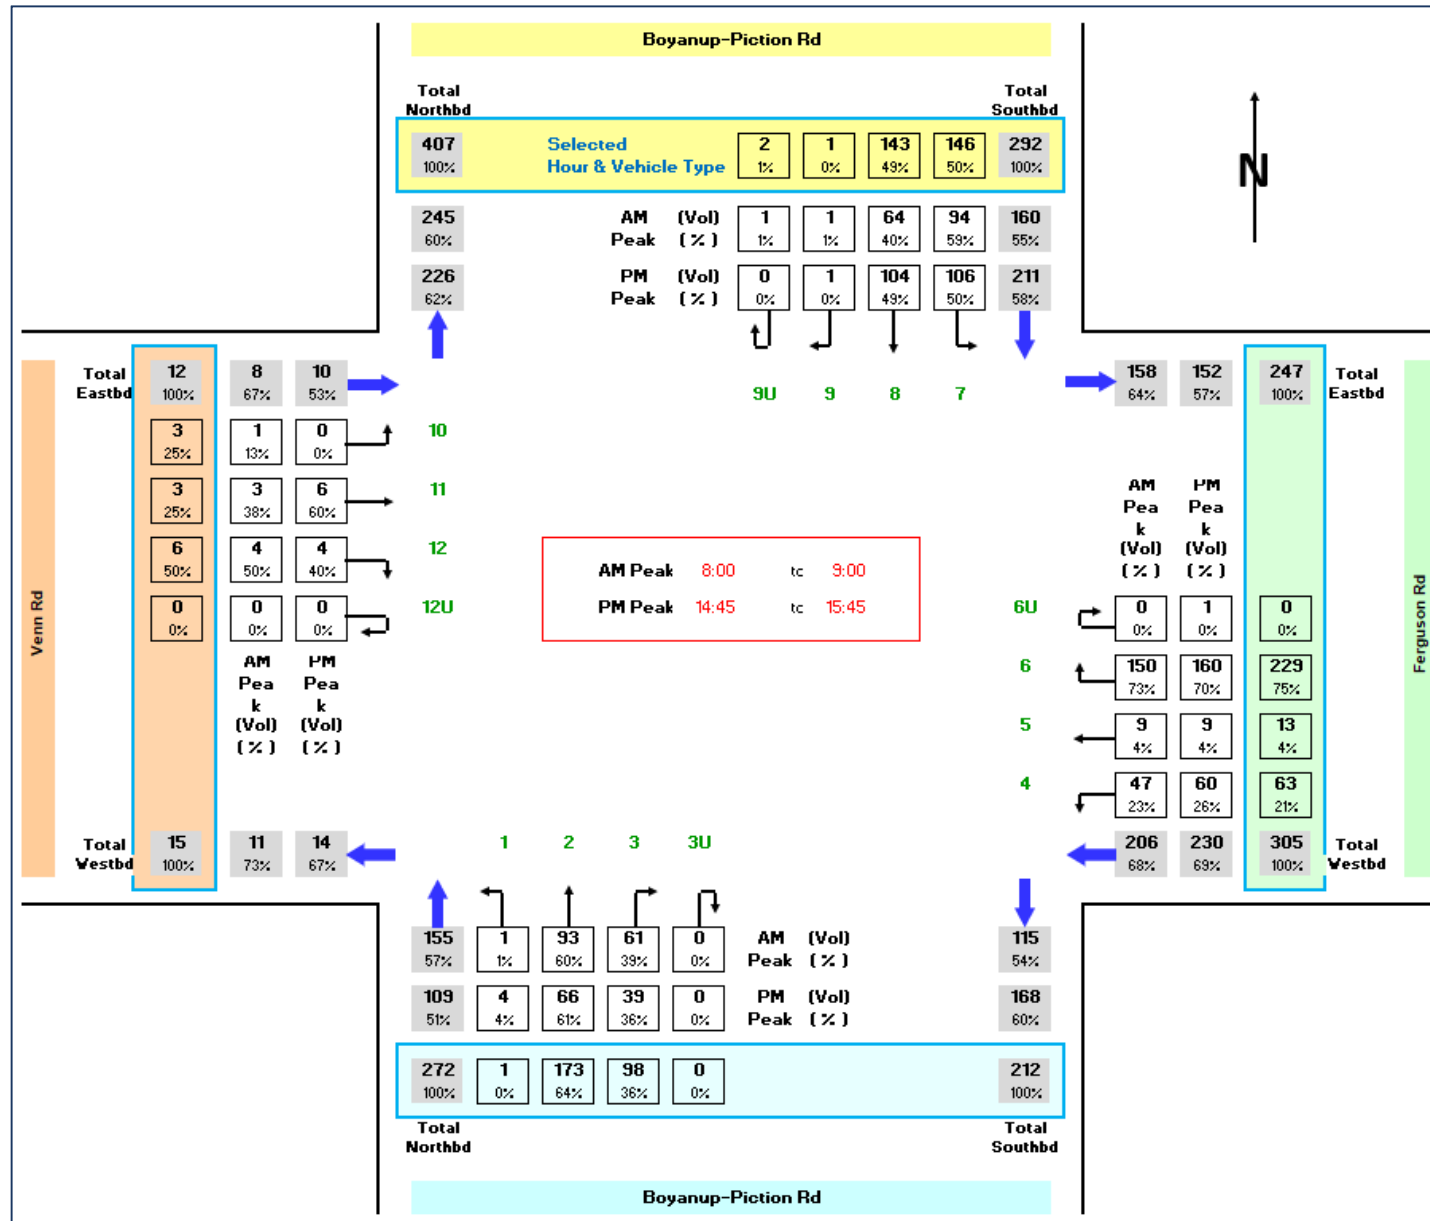 Boyanup-Piction Rd
Total Northbd
Total Southbd
407 Selected 2 1 143 146 292
100% Hour & Vehicle Type 1% 0% 49% 50% 100%
245 AM (Vol) 1 1 64 94 160
60% Peak (%) 1% 1% 40% 59% 55%
226 PM (Vol) 0 1 104 106 211
62% Peak (%) 0% 0% 49% 50% 58%
9U 9 8 7
Venn Rd
Total Eastbd
12 8 10
100% 67% 53%
3 1 0 10
25% 13% 0%
3 3 6 11
25% 38% 60%
6 4 4 12
50% 50% 40%
0 0 0 12U
0% 0% 0%
AM PM
Pea Pea
k k
(Vol) (Vol)
(%) (%)
Total Westbd
15 11 14
100% 73% 67%
N
AM Peak 8:00 tc 9:00
PM Peak 14:45 tc 15:45
158 152 247 Total
64% 57% 100% Eastbd
AM PM
Pea Pea
k k
(Vol) (Vol)
(%) (%)
6U 0 1 0
0% 0% 0%
6 150 160 229
73% 70% 75%
5 9 9 13
4% 4% 4%
4 47 60 63
23% 26% 21%
206 230 305 Total
68% 69% 100% Westbd
Ferguson Rd
1 2 3 3U
155 1 93 61 0 AM (Vol) 115
57% 1% 60% 39% 0% Peak (%) 54%
109 4 66 39 0 PM (Vol) 168
51% 4% 61% 36% 0% Peak (%) 60%
272 1 173 98 0 212
100% 0% 64% 36% 0% 100%
Total Northbd
Total Southbd
Boyanup-Piction Rd